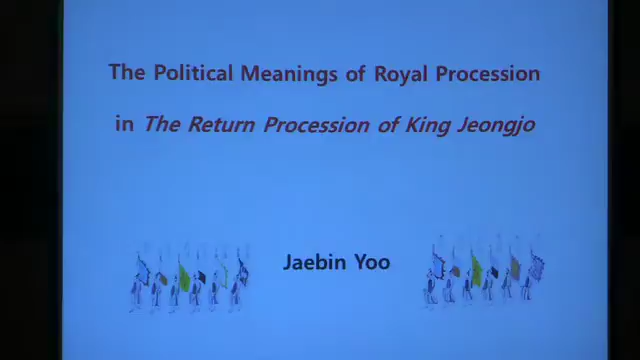 The Political Meanings of Royal Procession
in The Return Procession of King Jeongjo
Jaebin Yoo